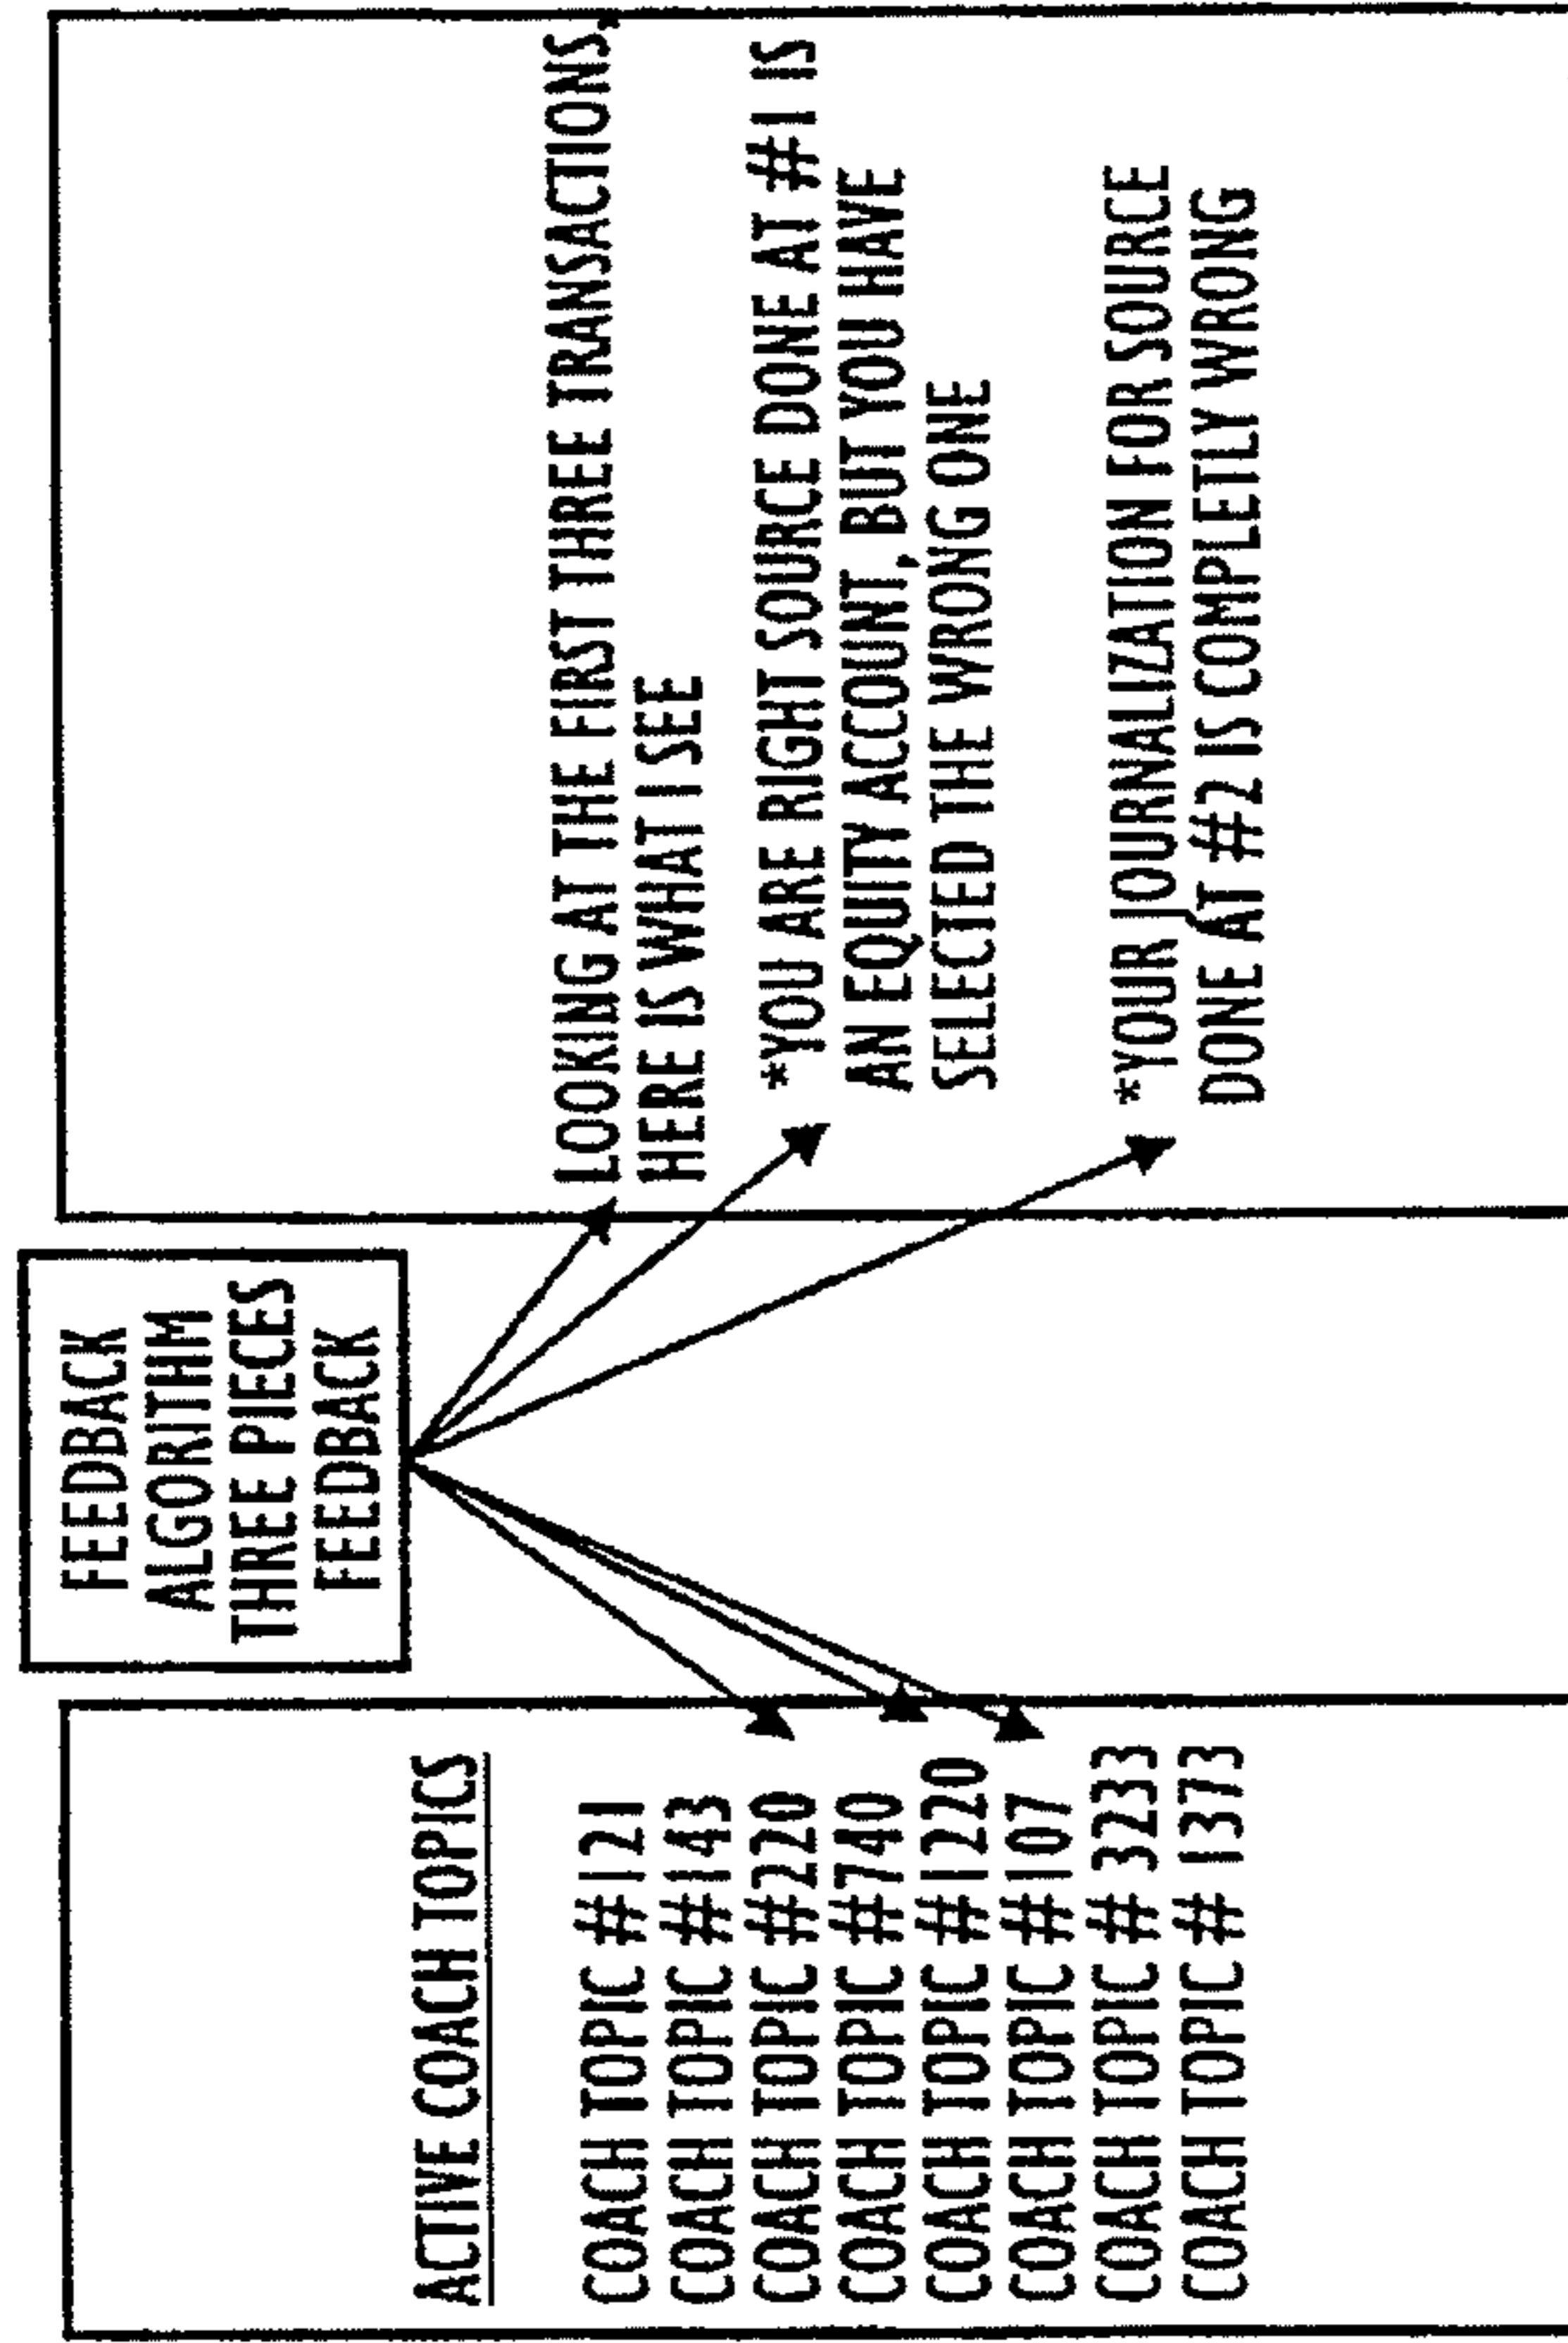 FEEDBACK
ALGORITHM
THREE PIECES
FEEDBACK
ACTIVE COACH TOPICS
COACH TOPIC #121
COACH TOPIC #143
COACH TOPIC #220
COACH TOPIC #740
COACH TOPIC #1220
COACH TOPIC #107
COACH TOPIC # 3233
COACH TOPIC # 1373
LOOKING AT THE FIRST THREE TRANSACTIONS,
HERE IS WHAT I SEE
*YOU ARE RIGHT SOURCE DONE AT #1 IS
AN EQUITY ACCOUNT, BUT YOU HAVE
SELECTED THE WRONG ONE
*YOUR JOURNALIZATION FOR SOURCE
DONE AT #2 IS COMPLETLY WRONG